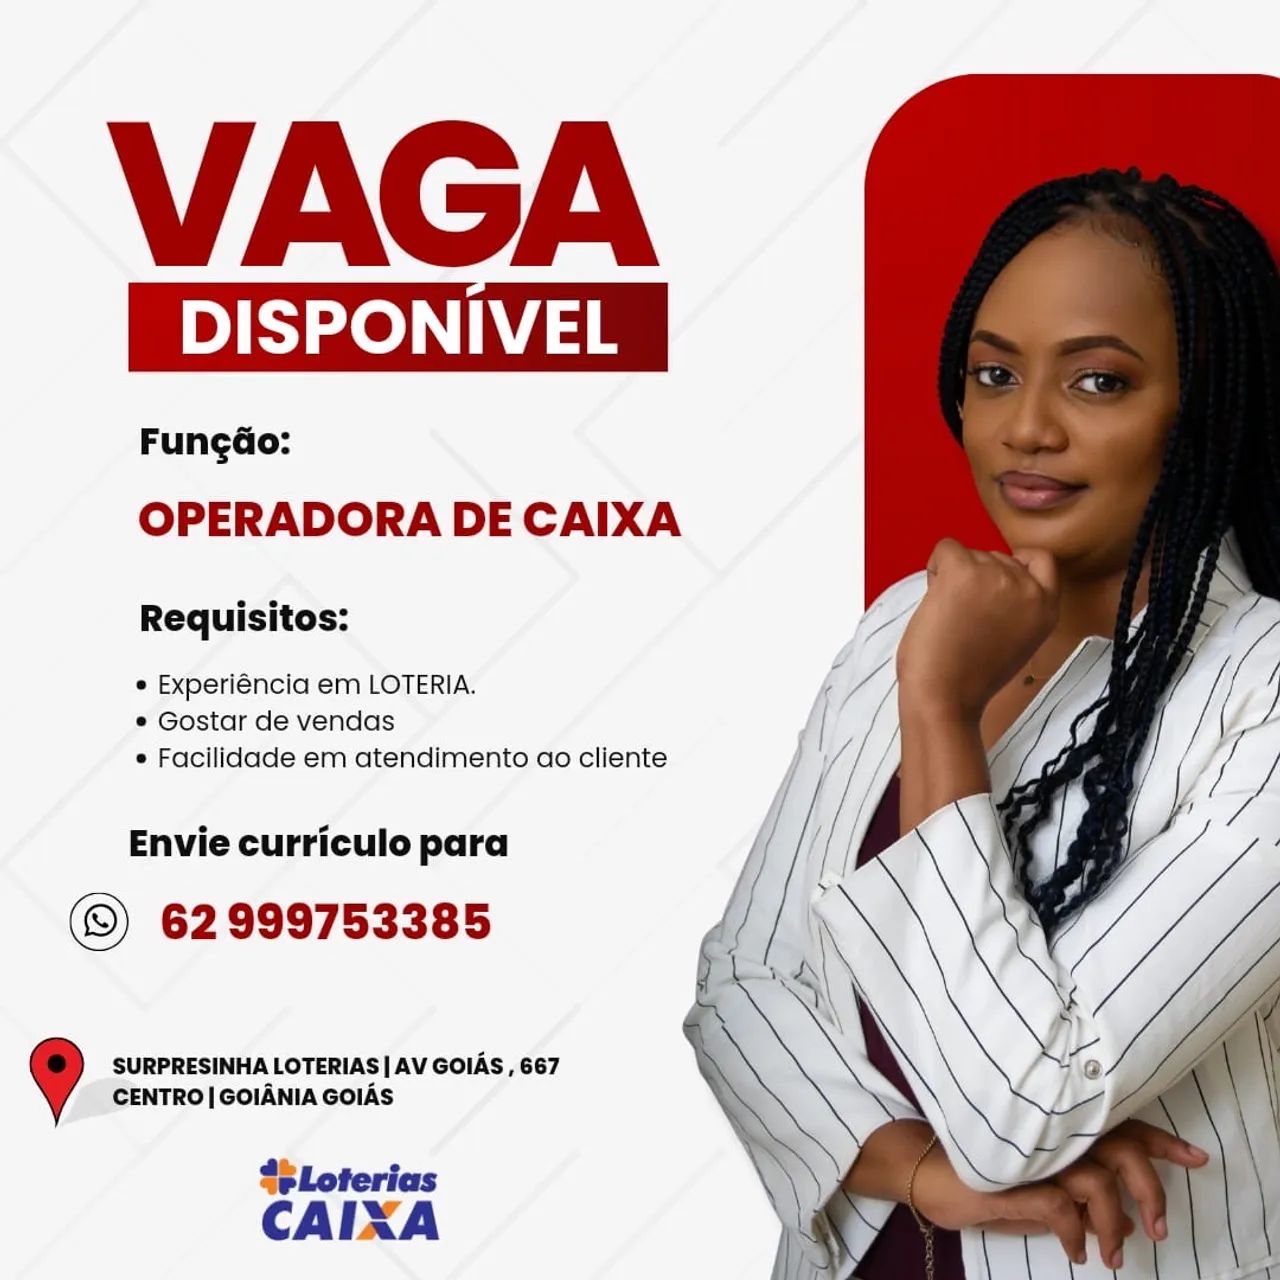 VAGA
DISPONÍVEL
Função:
OPERADORA DE CAIXA
Requisitos:
• Experiência em LOTERIA.
• Gostar de vendas
• Facilidade em atendimento ao cliente
Envie currículo para
62 999753385
SURPRESINHA LOTERIAS | AV GOIÁS , 667
CENTRO | GOIÂNIA GOIÁS
Loterias
CAIXA